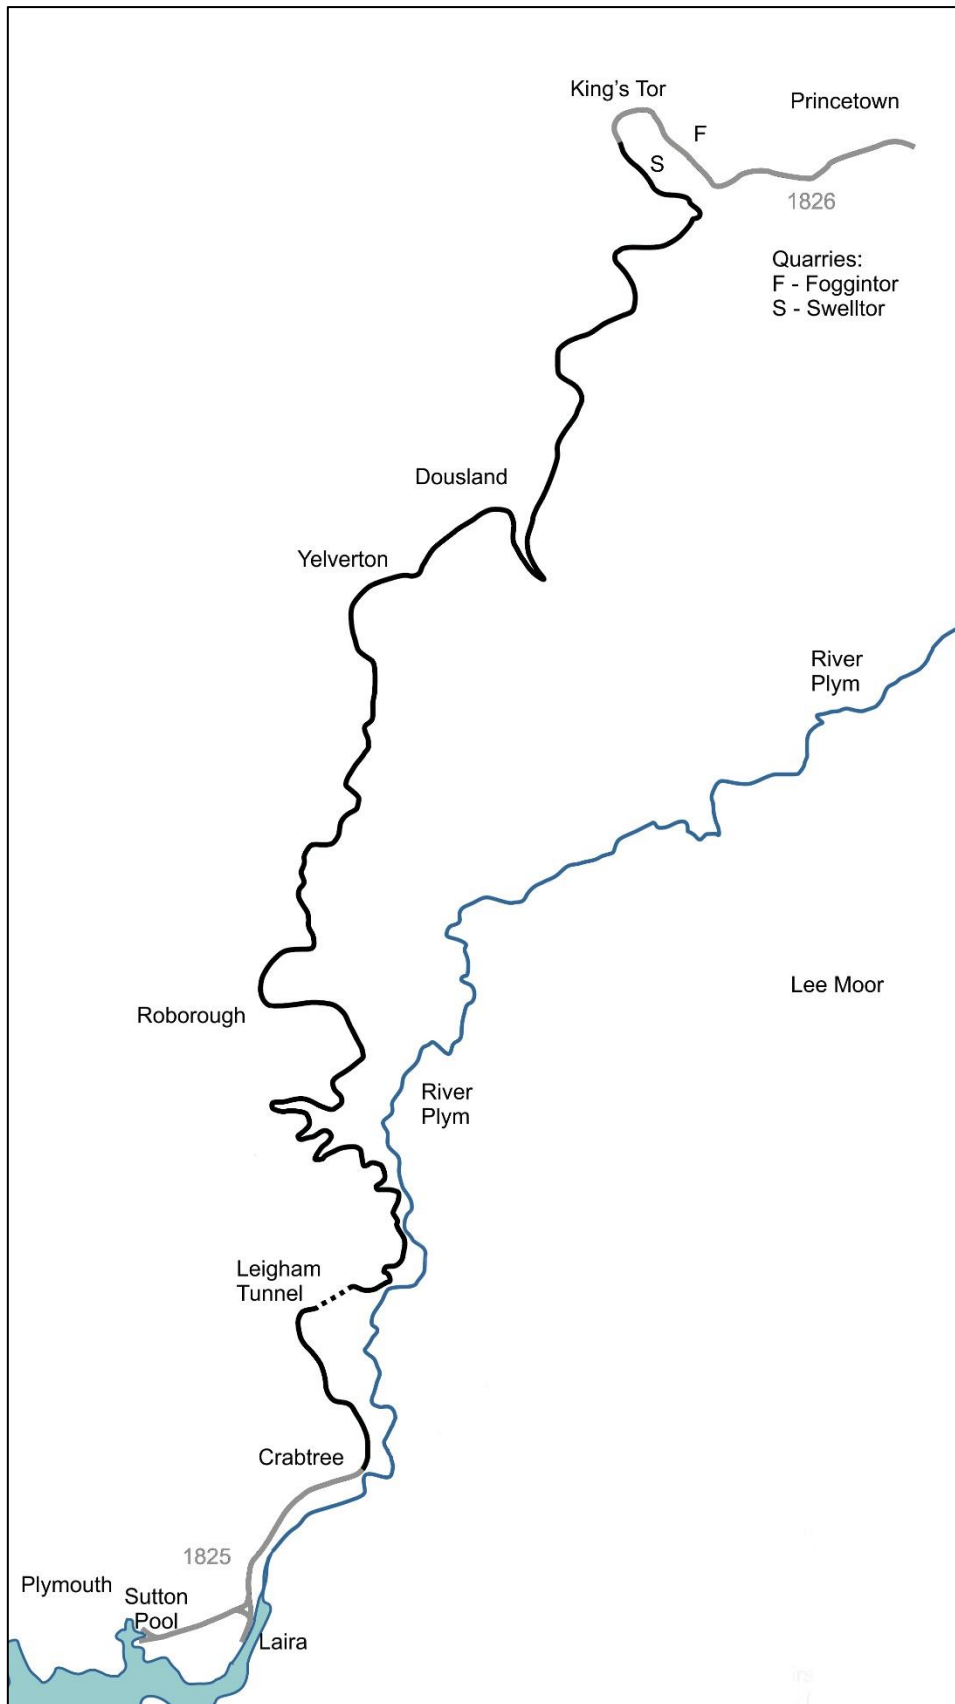 King's Tor
Princetown
F
S
1826
Quarries:
F - Foggintor
S - Swelltor
Dousland
Yelverton
River
Plym
Lee Moor
Roborough
River
Plym
Leigham
Tunnel
Crabtree
1825
Plymouth
Sutton
Pool
Laira